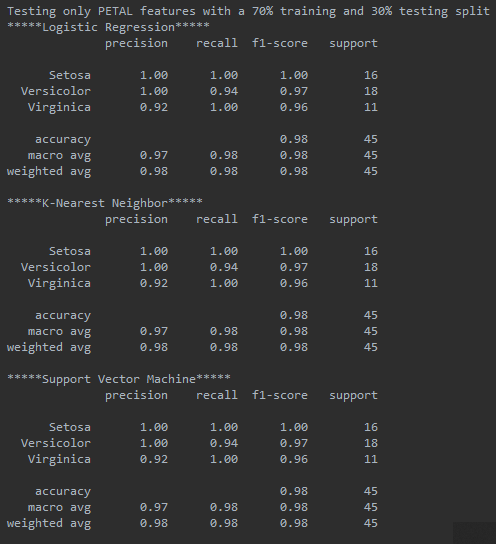 Testing only PETAL features with a 70% training and 30% testing split
*****Logistic Regression*****
precision recall f1-score support
Setosa 1.00 1.00 1.00 16
Versicolor 1.00 0.94 0.97 18
Virginica 0.92 1.00 0.96 11
accuracy 0.98 45
macro avg 0.97 0.98 0.98 45
weighted avg 0.98 0.98 0.98 45
*****K-Nearest Neighbor*****
precision recall f1-score support
Setosa 1.00 1.00 1.00 16
Versicolor 1.00 0.94 0.97 18
Virginica 0.92 1.00 0.96 11
accuracy 0.98 45
macro avg 0.97 0.98 0.98 45
weighted avg 0.98 0.98 0.98 45
*****Support Vector Machine*****
precision recall f1-score support
Setosa 1.00 1.00 1.00 16
Versicolor 1.00 0.94 0.97 18
Virginica 0.92 1.00 0.96 11
accuracy 0.98 45
macro avg 0.97 0.98 0.98 45
weighted avg 0.98 0.98 0.98 45